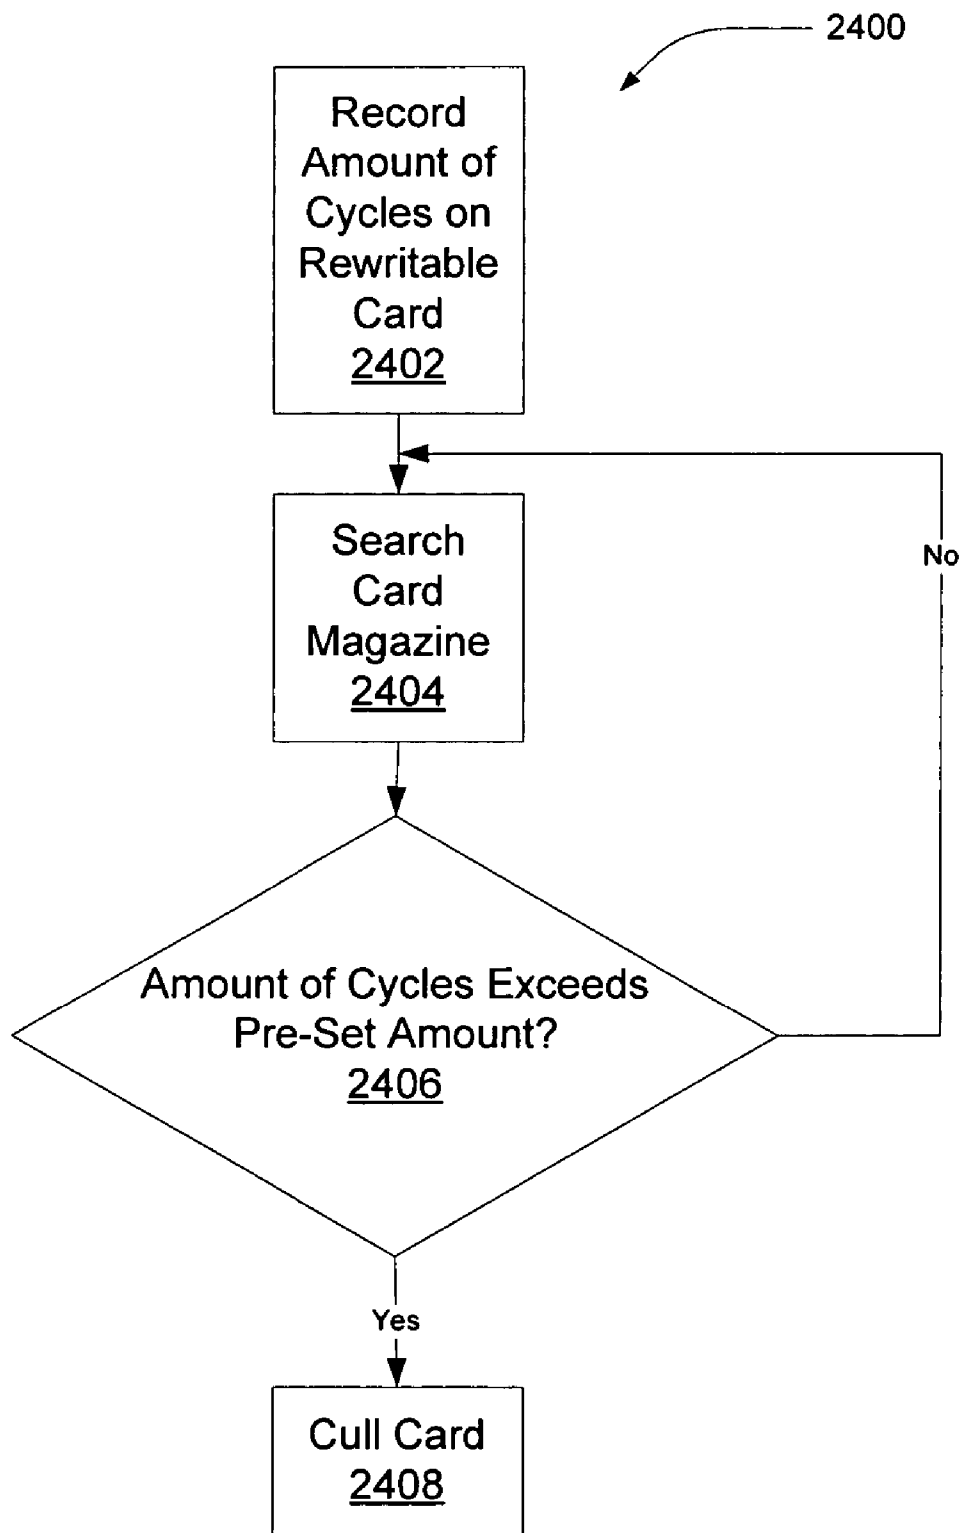 2400
Record
Amount of
Cycles on
Rewritable
Card
2402
Search
Card
Magazine
2404
No
Amount of Cycles Exceeds
Pre-Set Amount?
2406
Yes
Cull Card
2408